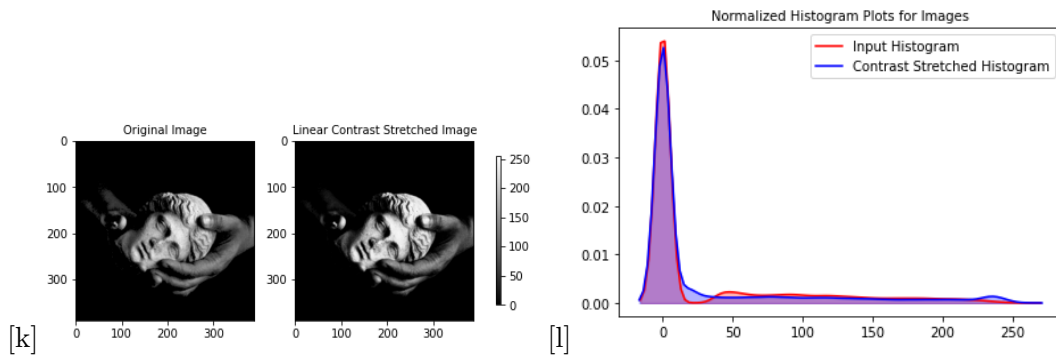 Original Image
Linear Contrast Stretched Image
0
100
200
300
0 100 200 300
0 100 200 300
0 100 200 300
250
200
150
100
50
0
[k]
Normalized Histogram Plots for Images
Input Histogram
Contrast Stretched Histogram
0.05
0.04
0.03
0.02
0.01
0.00
0 50 100 150 200 250
[l]